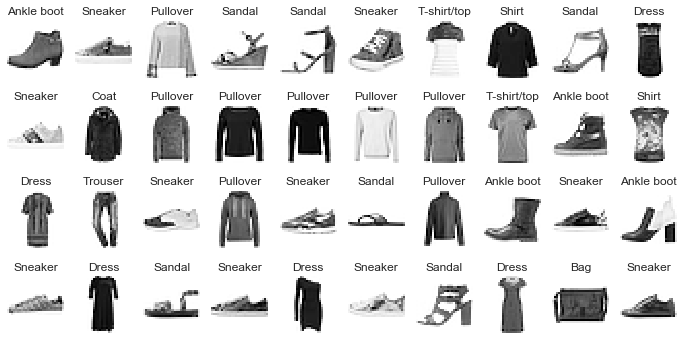 Ankle boot Sneaker Pullover Sandal Sandal Sneaker T-shirt/top Shirt Sandal Dress
Sneaker Coat Pullover Pullover Pullover Pullover Pullover T-shirt/top Ankle boot Shirt
Dress Trouser Sneaker Pullover Sneaker Sandal Pullover Ankle boot Sneaker Ankle boot
Sneaker Dress Sandal Sneaker Dress Sneaker Sandal Dress Bag Sneaker